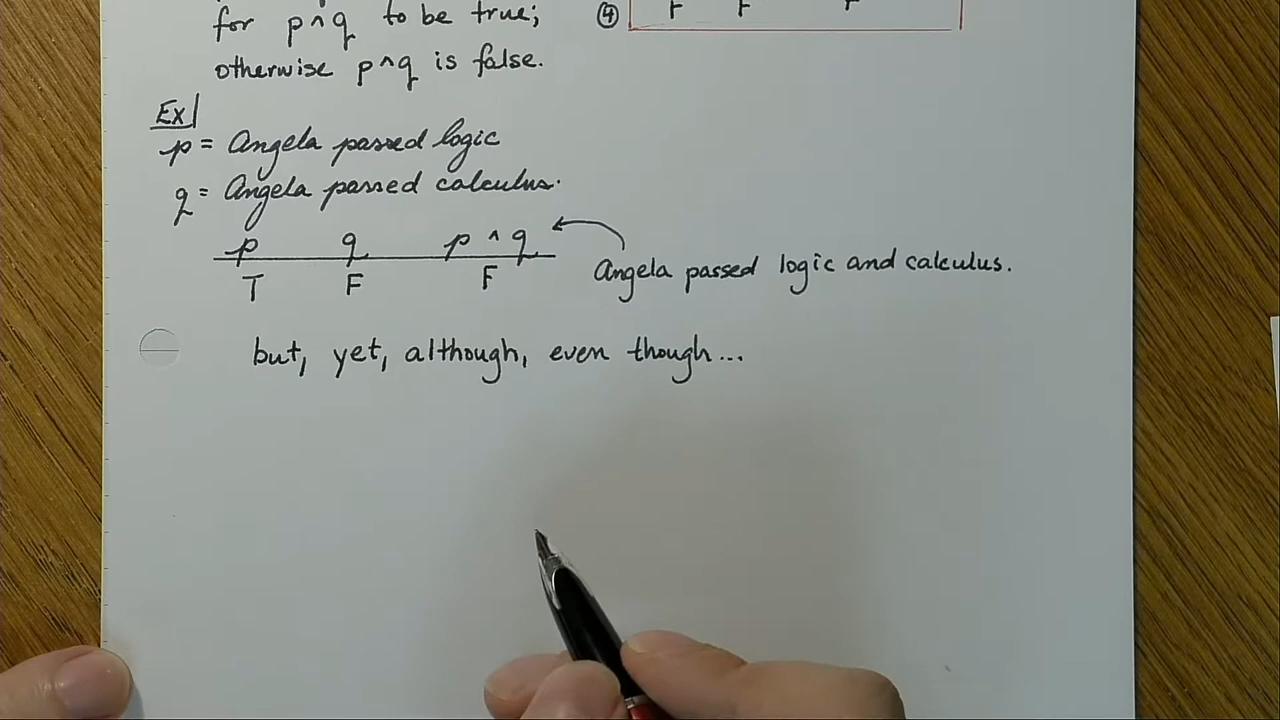 for p ^ q to be true;
otherwise p ^ q is false.
④ F F F
Ex
p = Angela passed logic
q = Angela passed calculus.
p q p ^ q
T F F
Angela passed logic and calculus.
but, yet, although, even though...